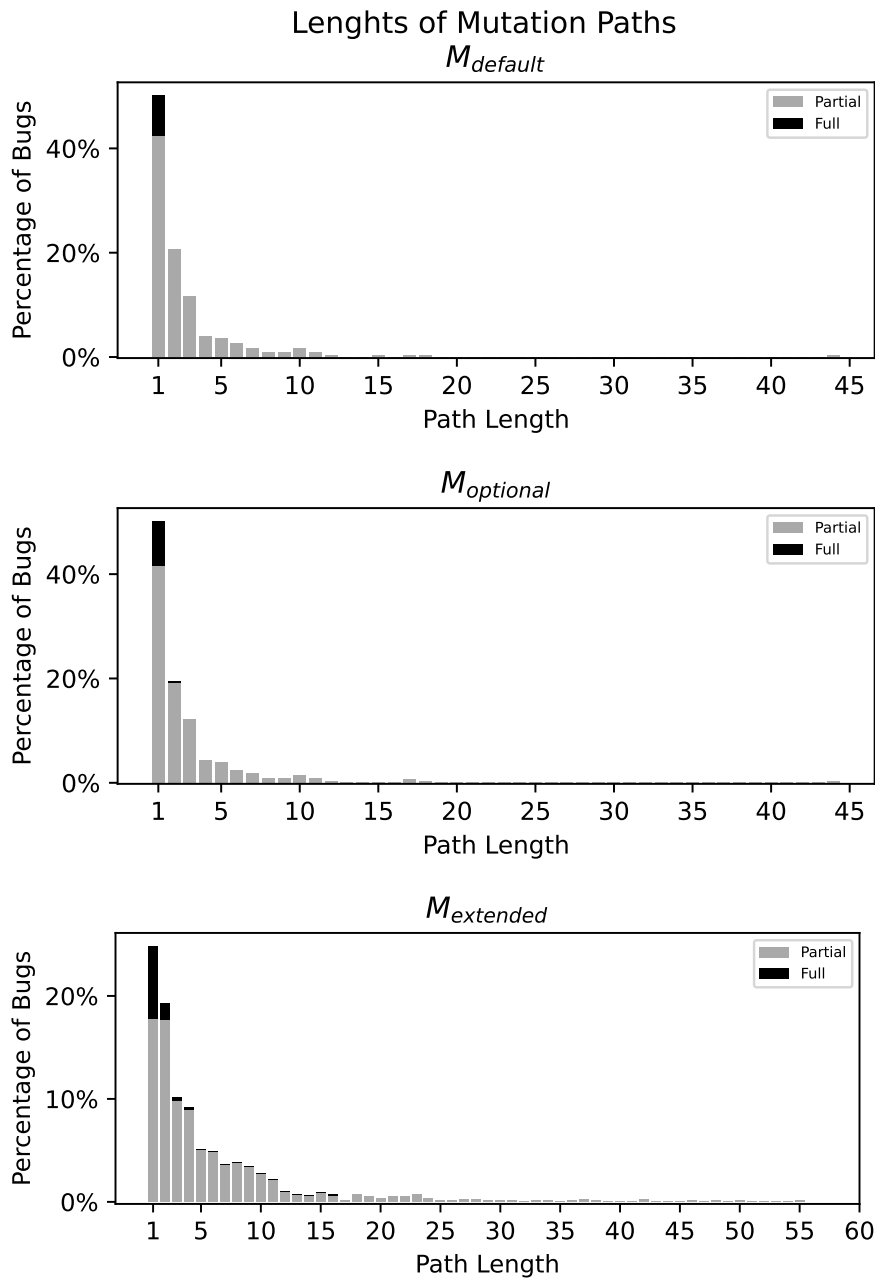 Lenghts of Mutation Paths
M_default
Percentage of Bugs
40%
20%
0%
Partial
Full
1 5 10 15 20 25 30 35 40 45
Path Length
M_optional
Percentage of Bugs
40%
20%
0%
Partial
Full
1 5 10 15 20 25 30 35 40 45
Path Length
M_extended
Percentage of Bugs
20%
10%
0%
Partial
Full
1 5 10 15 20 25 30 35 40 45 50 55 60
Path Length